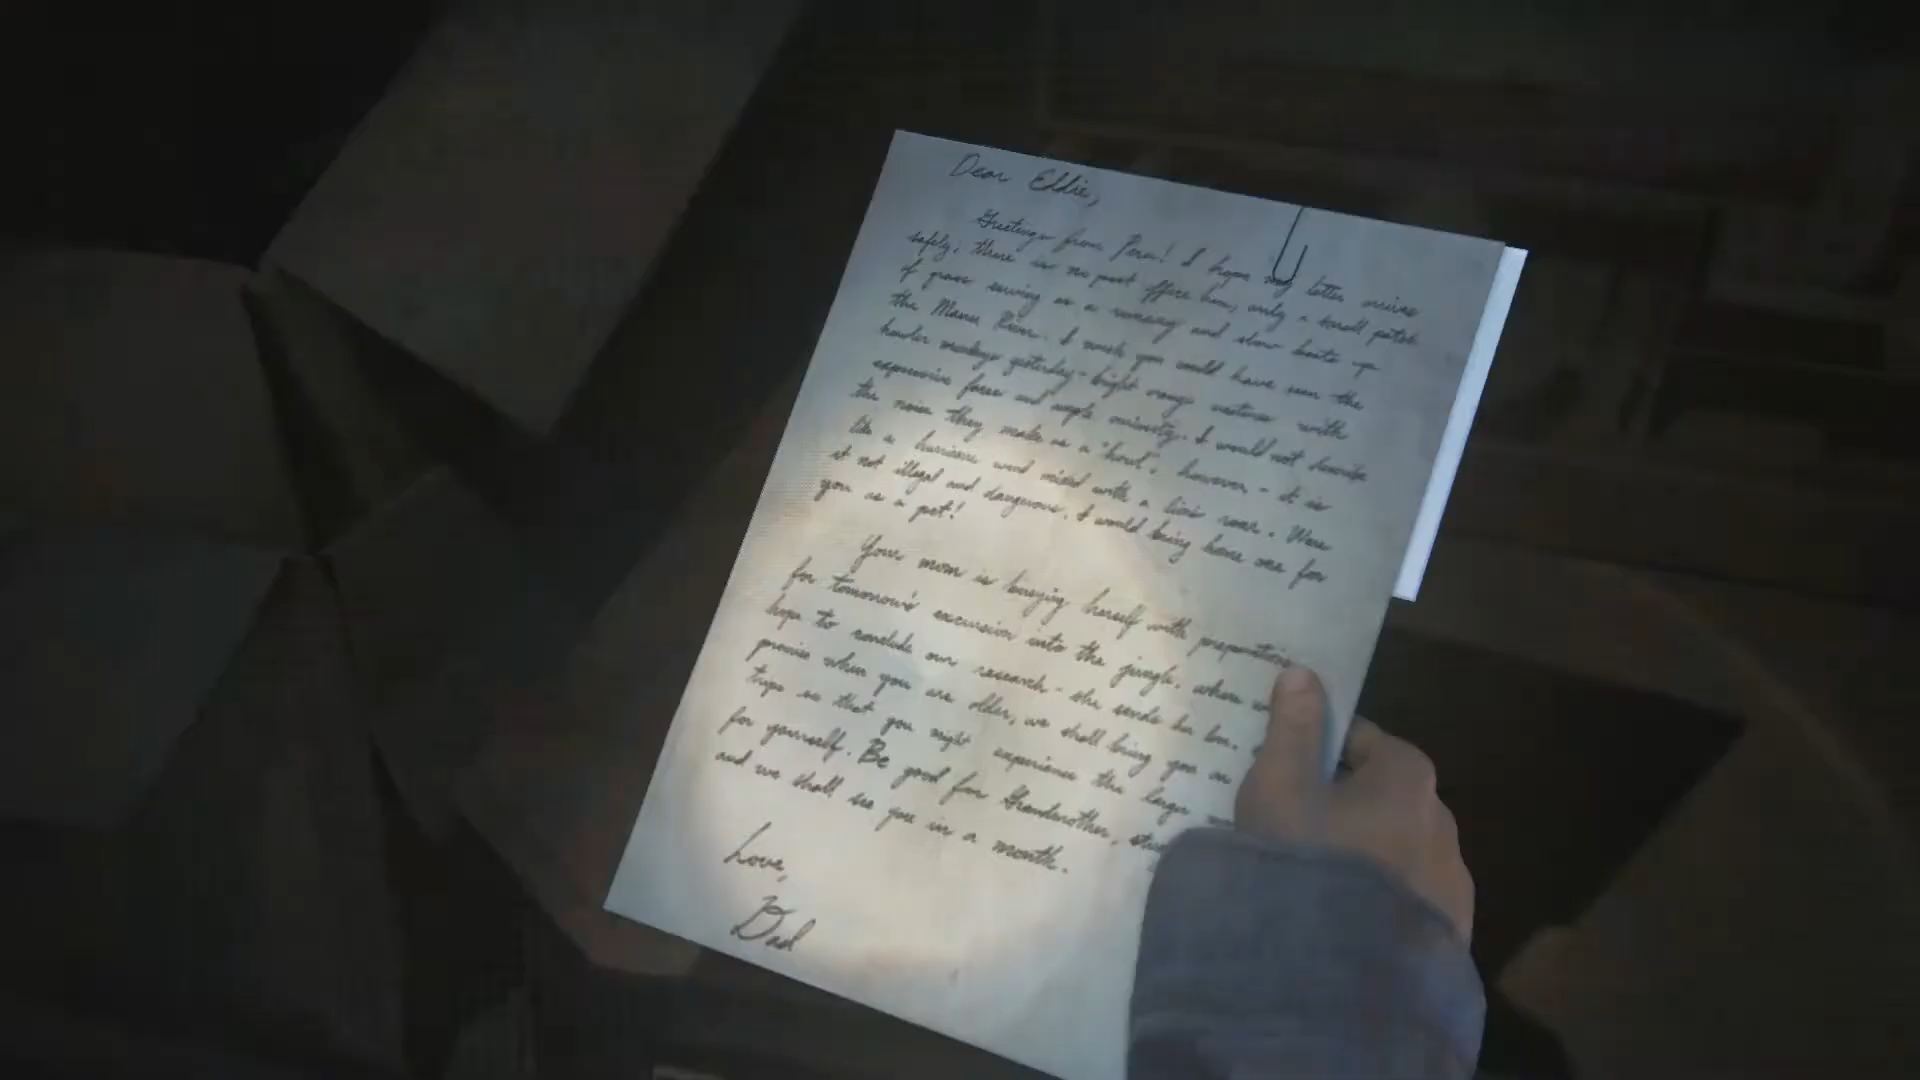 Dear Eddie,
Greetings from Peru! I hope my letter arrives
safely; there is no post office here, only a small patch
of grass serving as a runway and slow boats up
the Manu River. I wish you could have seen the
howler monkeys yesterday - bright orange creatures with
expressive faces and ample curiosity. I would not describe
the noise they make as a "howl", however - it is
like a hurricane wind mixed with a lion's roar. Were
it not illegal and dangerous, I would bring home one for
you as a pet!
Your mom is busying herself with preparations
for tomorrow's excursion into the jungle, where
hope to conclude our research - she sends her love.
promise when you are older, we shall bring you on
trips so that you might experience the larger
for yourself. Be good for Grandmother,
and we shall see you in a month.
Love,
Dad